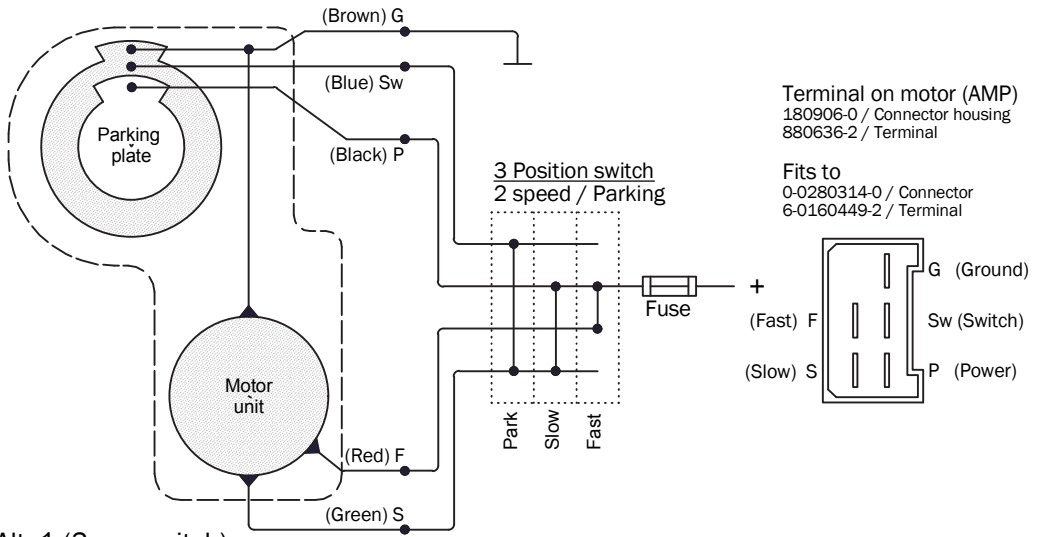 (Brown) G
(Blue) Sw
(Black) P
Parking
plate
3 Position switch
2 speed / Parking
Terminal on motor (AMP)
180906-0 / Connector housing
880636-2 / Terminal
Fits to
0-0280314-0 / Connector
6-0160449-2 / Terminal
Fuse
+
G (Ground)
(Fast) F
Sw (Switch)
(Slow) S
P (Power)
Motor
unit
Park
Slow
Fast
(Red) F
(Green) S